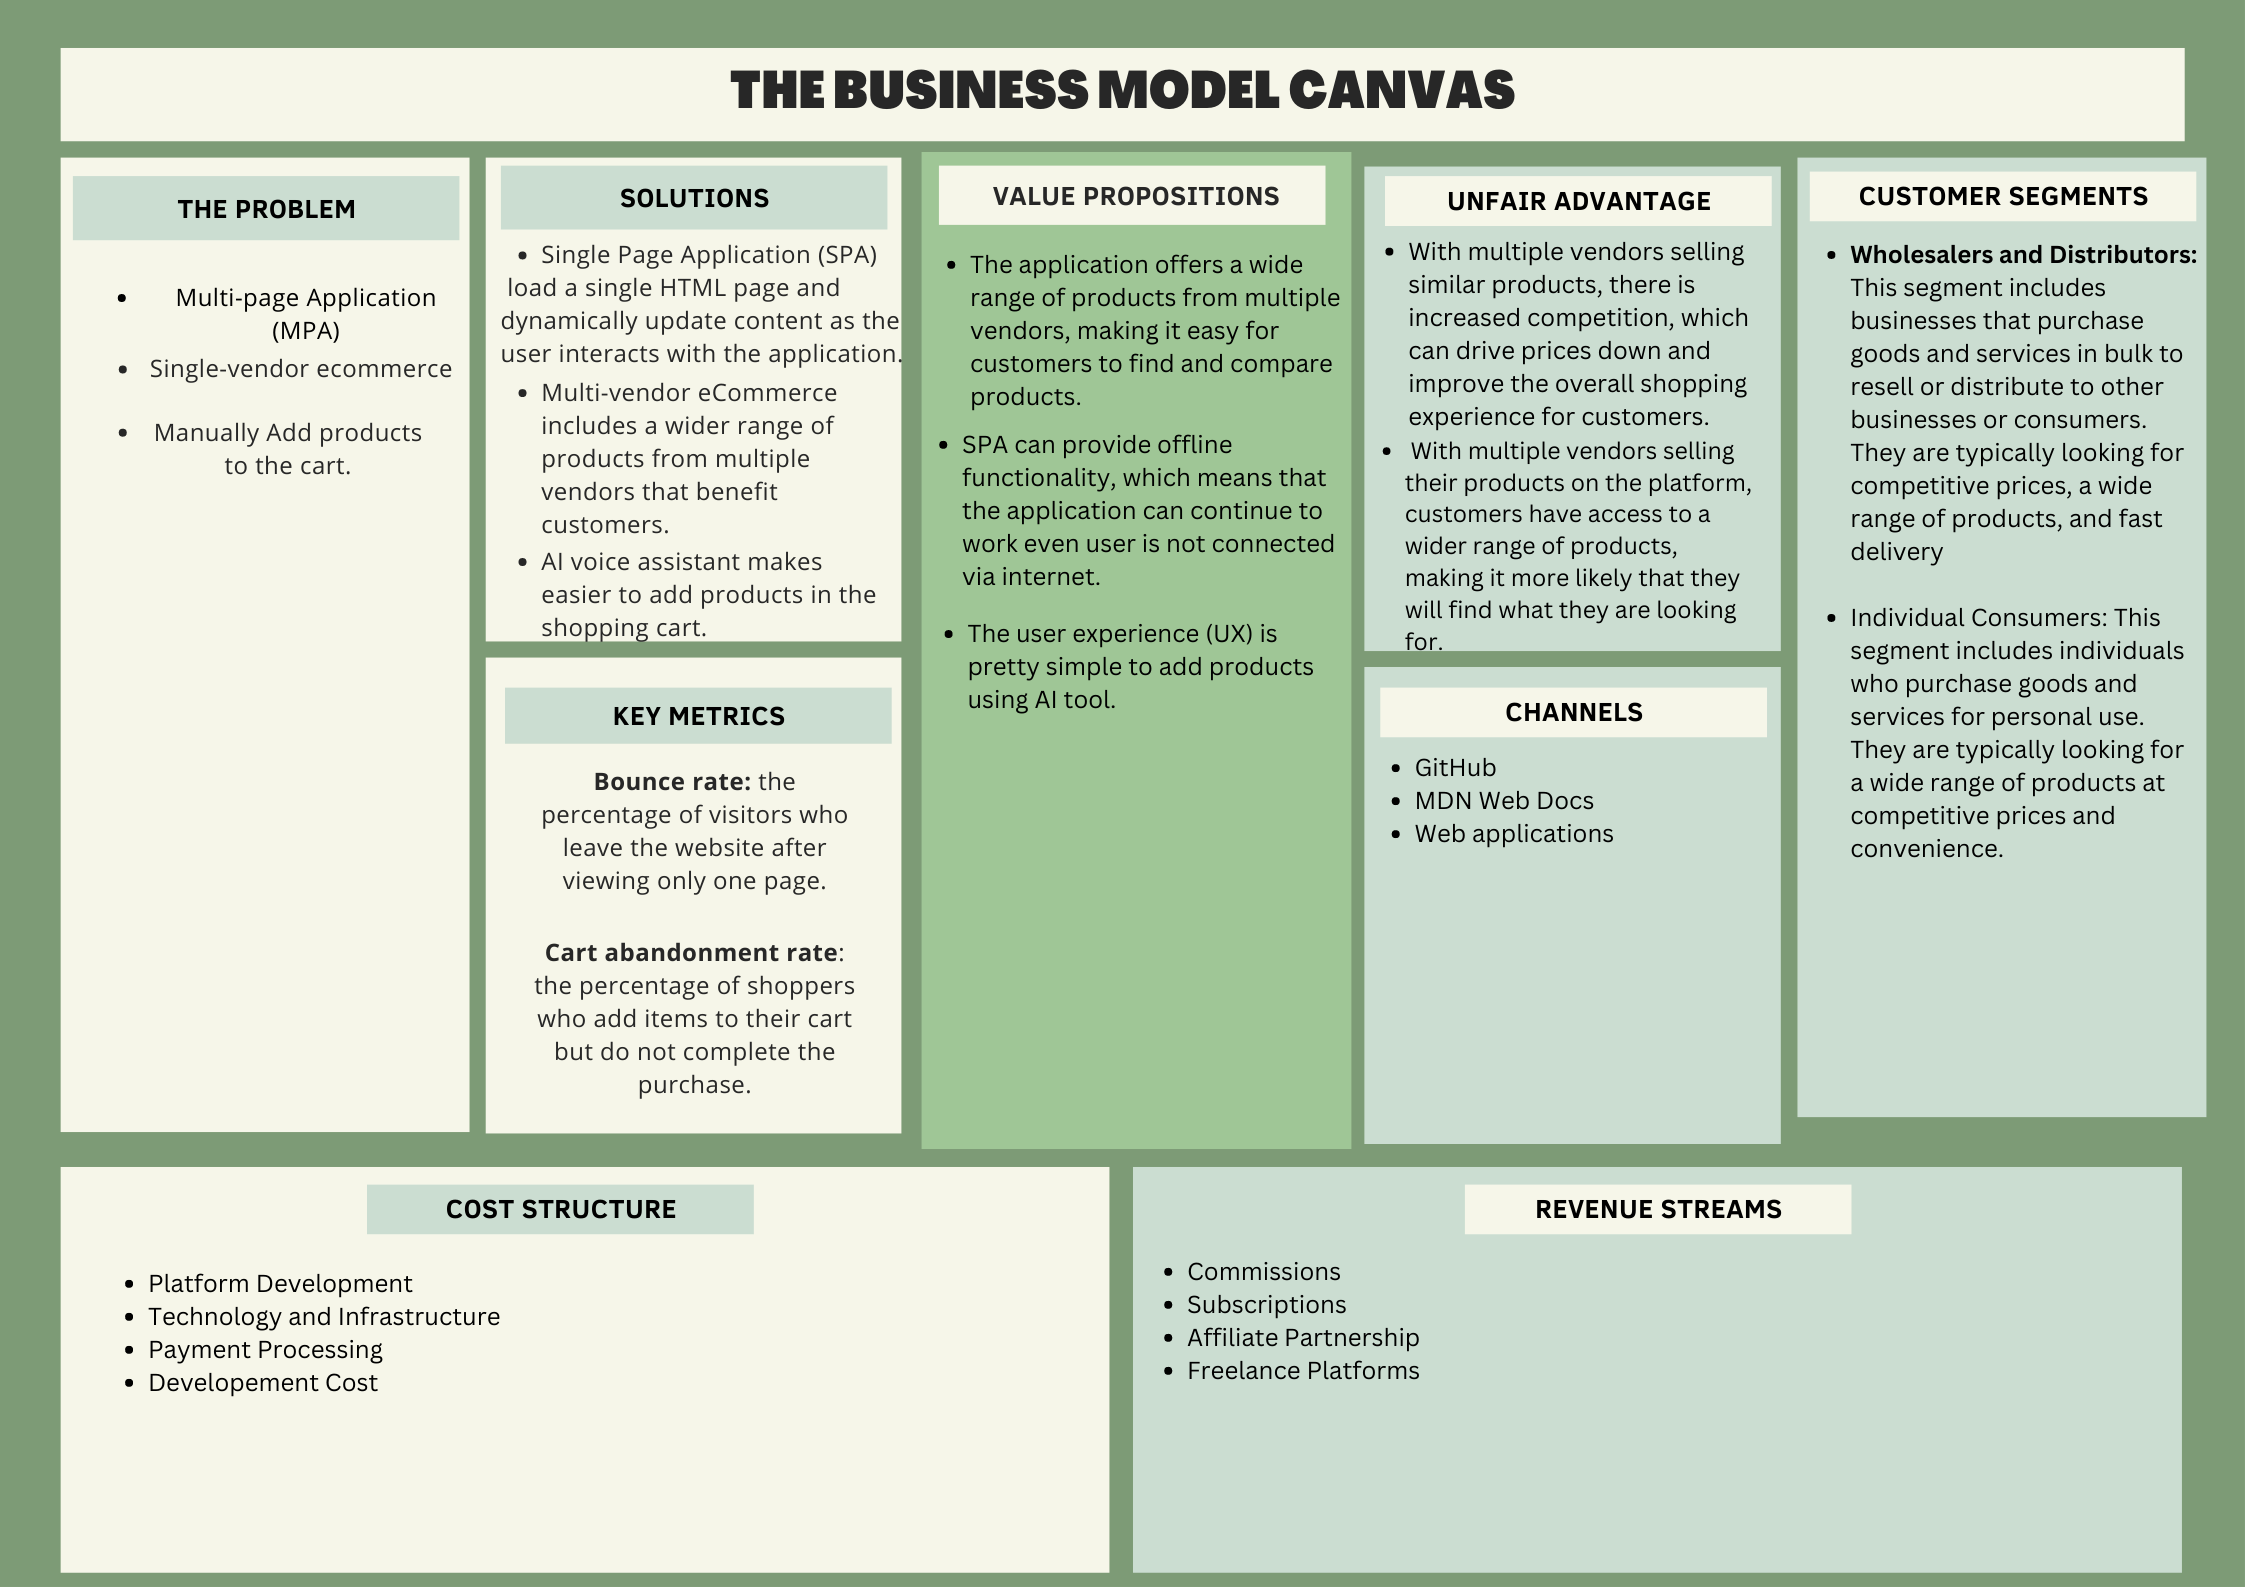 THE BUSINESS MODEL CANVAS
THE PROBLEM
• Multi-page Application
(MPA)
• Single-vendor ecommerce
• Manually Add products
to the cart.
SOLUTIONS
• Single Page Application (SPA)
load a single HTML page and
dynamically update content as the
user interacts with the application.
• Multi-vendor eCommerce
includes a wider range of
products from multiple
vendors that benefit
customers.
• AI voice assistant makes
easier to add products in the
shopping cart.
KEY METRICS
Bounce rate: the
percentage of visitors who
leave the website after
viewing only one page.
Cart abandonment rate:
the percentage of shoppers
who add items to their cart
but do not complete the
purchase.
VALUE PROPOSITIONS
• The application offers a wide
range of products from multiple
vendors, making it easy for
customers to find and compare
products.
• SPA can provide offline
functionality, which means that
the application can continue to
work even user is not connected
via internet.
• The user experience (UX) is
pretty simple to add products
using AI tool.
UNFAIR ADVANTAGE
• With multiple vendors selling
similar products, there is
increased competition, which
can drive prices down and
improve the overall shopping
experience for customers.
• With multiple vendors selling
their products on the platform,
customers have access to a
wider range of products,
making it more likely that they
will find what they are looking
for.
CHANNELS
• GitHub
• MDN Web Docs
• Web applications
CUSTOMER SEGMENTS
• Wholesalers and Distributors:
This segment includes
businesses that purchase
goods and services in bulk to
resell or distribute to other
businesses or consumers.
They are typically looking for
competitive prices, a wide
range of products, and fast
delivery
• Individual Consumers: This
segment includes individuals
who purchase goods and
services for personal use.
They are typically looking for
a wide range of products at
competitive prices and
convenience.
COST STRUCTURE
• Platform Development
• Technology and Infrastructure
• Payment Processing
• Developement Cost
REVENUE STREAMS
• Commissions
• Subscriptions
• Affiliate Partnership
• Freelance Platforms